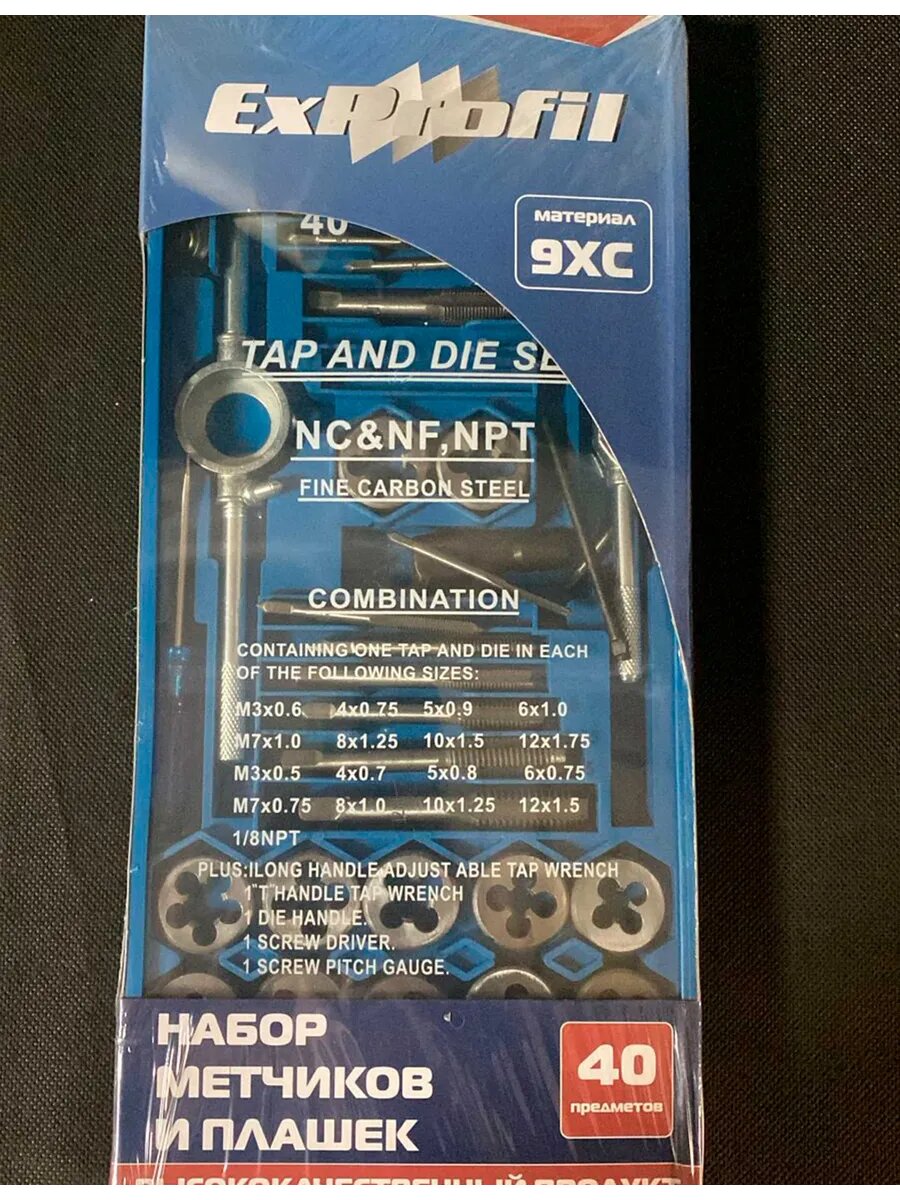 ExProfil
материал
9ХС
40
TAP AND DIE SE
NC&NF,NPT
FINE CARBON STEEL
COMBINATION
CONTAINING ONE TAP AND DIE IN EACH
OF THE FOLLOWING SIZES:
M3x0.6 4x0.75 5x0.9 6x1.0
M7x1.0 8x1.25 10x1.5 12x1.75
M3x0.5 4x0.7 5x0.8 6x0.75
M7x0.75 8x1.0 10x1.25 12x1.5
1/8NPT
PLUS:1LONG HANDLE ADJUST ABLE TAP WRENCH
1"T"HANDLE TAP WRENCH
1 DIE HANDLE.
1 SCREW DRIVER.
1 SCREW PITCH GAUGE.
НАБОР
МЕТЧИКОВ
И ПЛАШЕК
40
предметов
ВЫСОКОКАЧЕСТВЕННЫЙ ПРОДУКТ